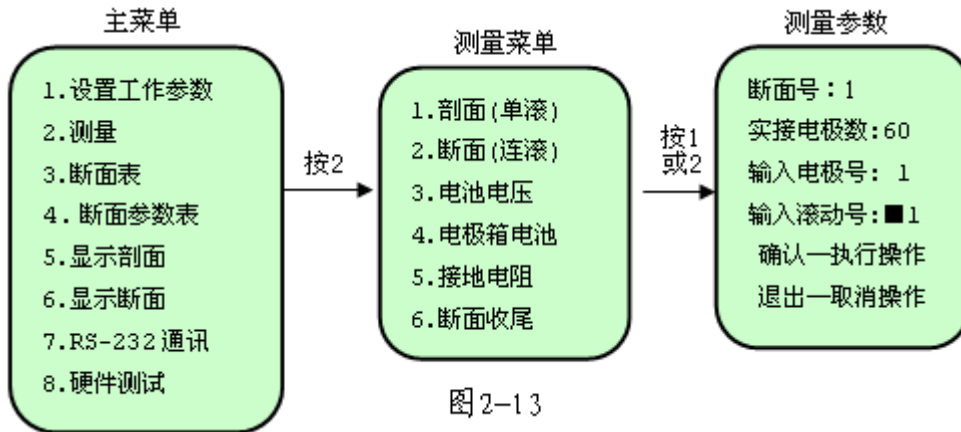 主菜单
1.设置工作参数
2.测量
3.断面表
4.断面参数表
5.显示剖面
6.显示断面
7.RS-232通讯
8.硬件测试
按2
测量菜单
1.剖面(单滚)
2.断面(连滚)
3.电池电压
4.电极箱电池
5.接地电阻
6.断面收尾
按1
或2
测量参数
断面号：1
实接电极数:60
输入电极号: 1
输入滚动号:■1
确认—执行操作
退出—取消操作
图2-13